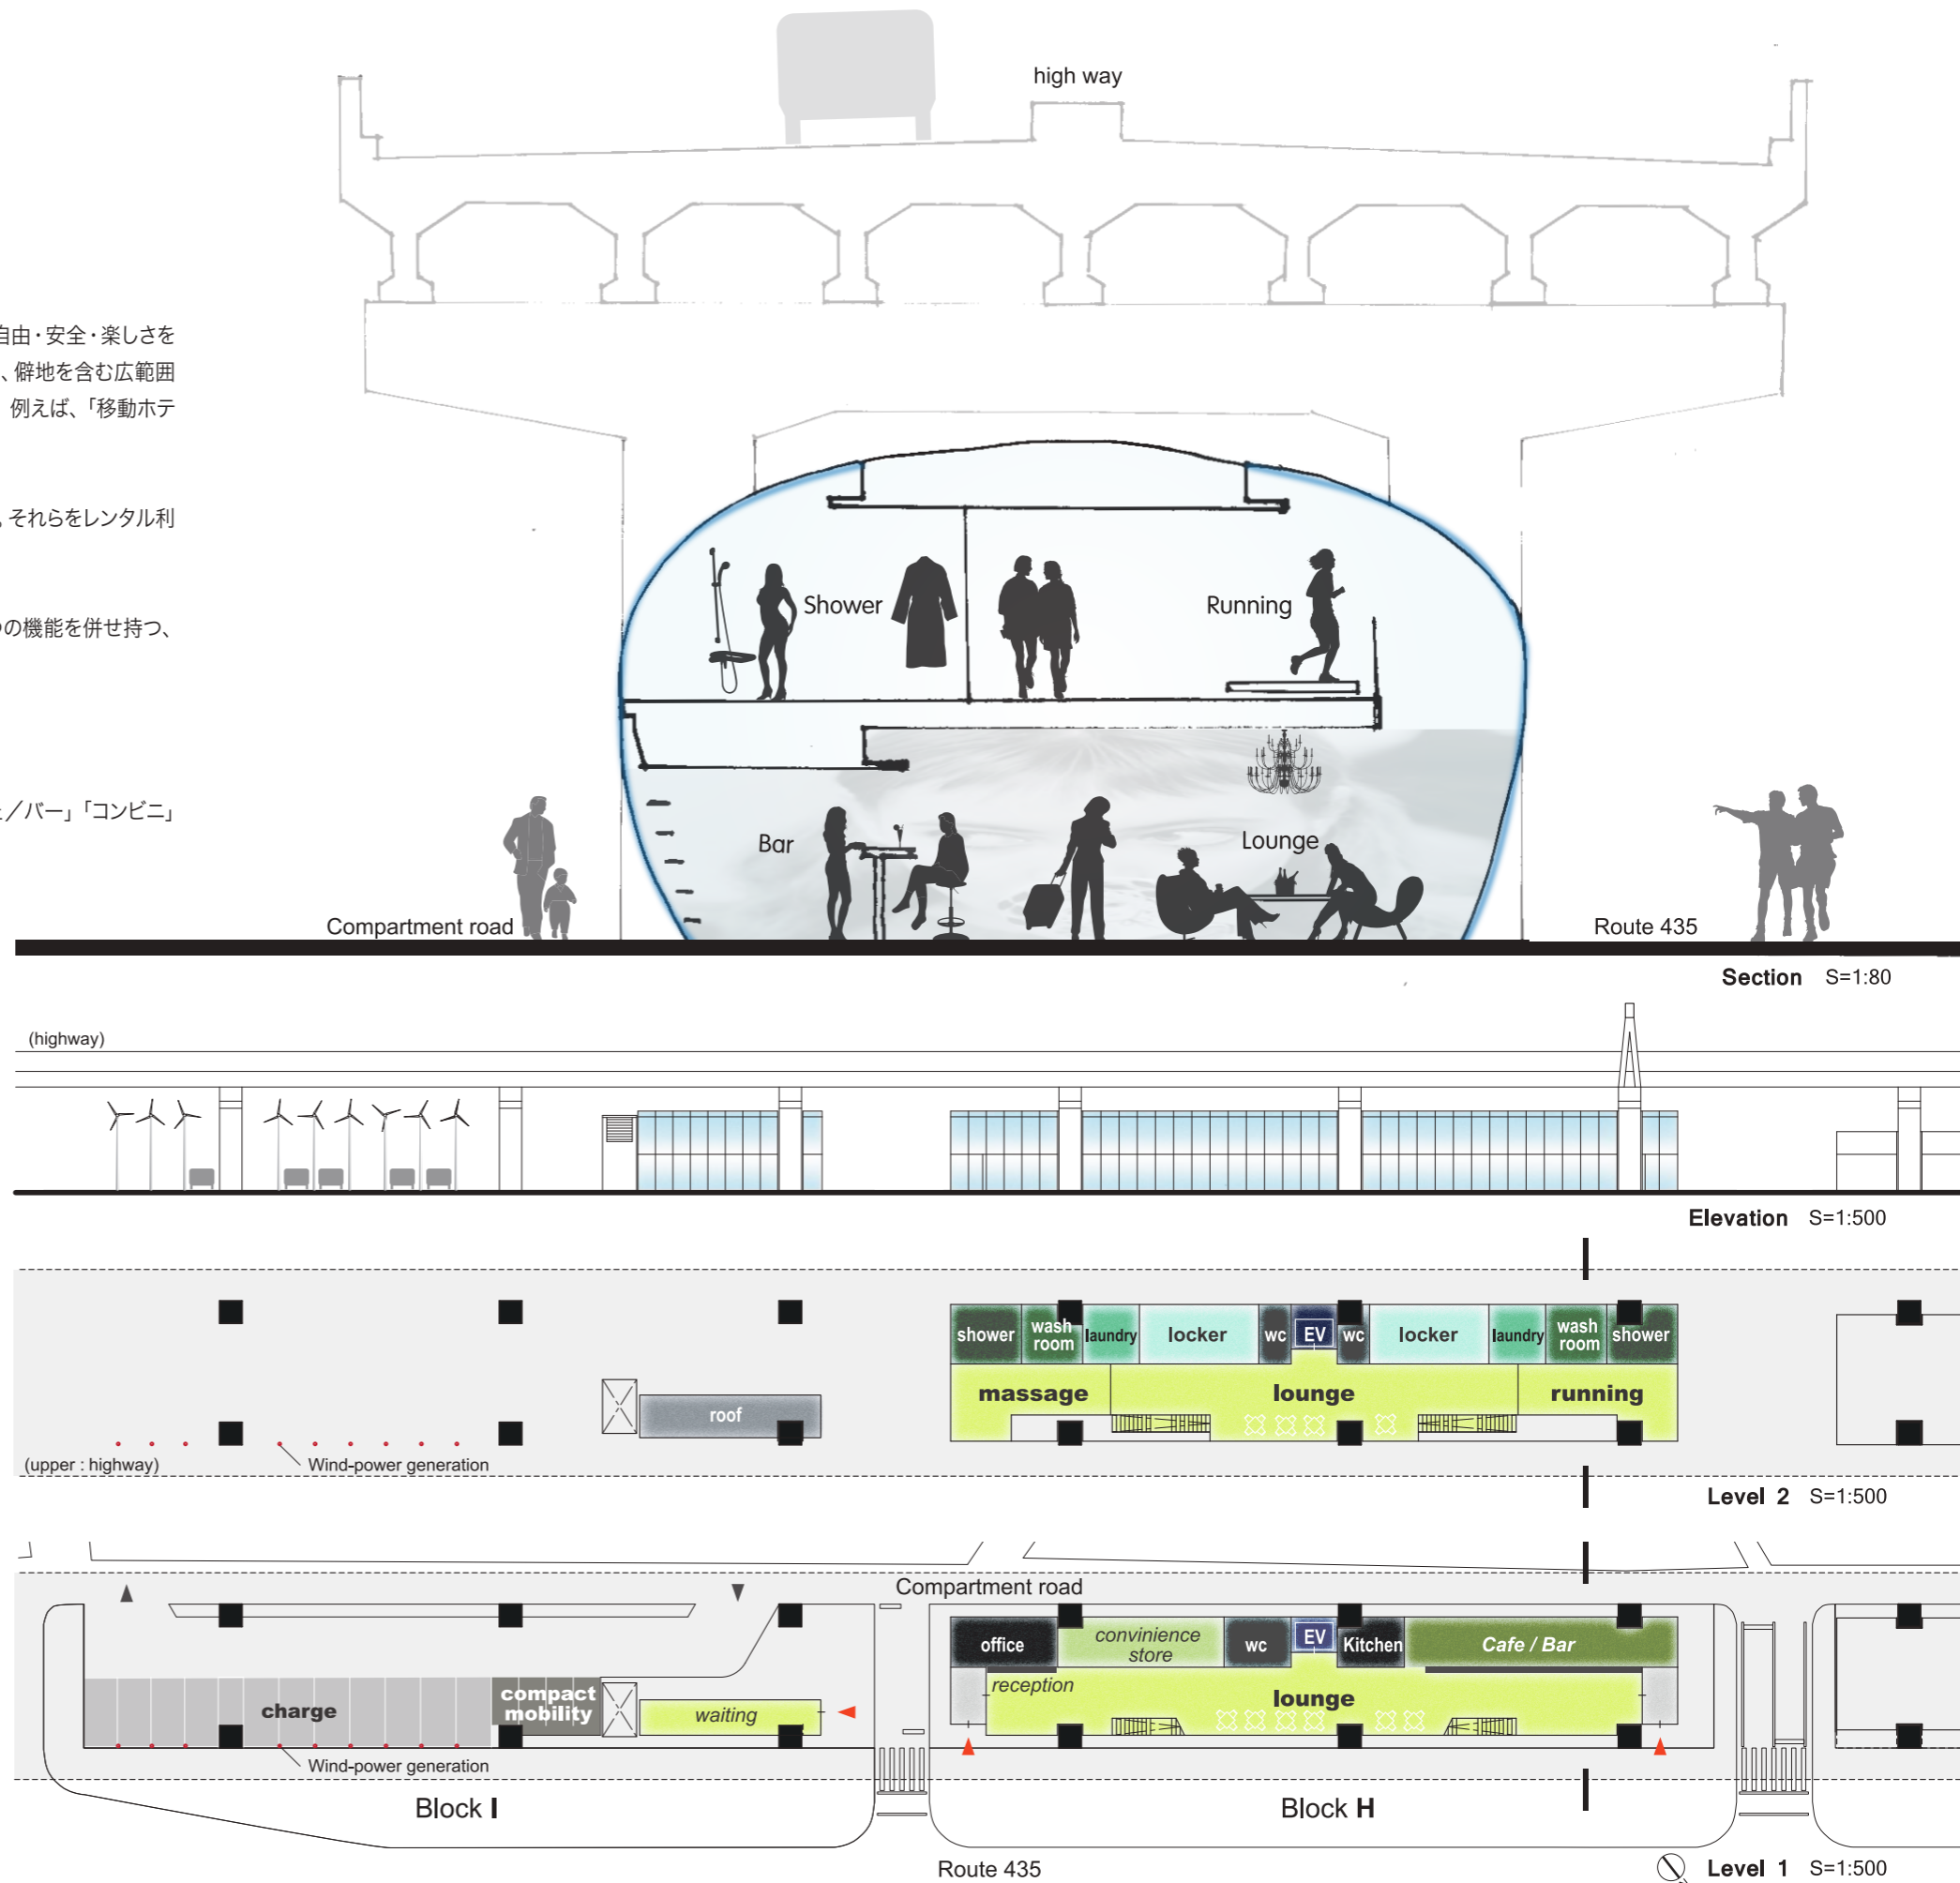 high way
自由・安全・楽しさを
、僻地を含む広範囲
例えば、「移動ホテ
。それらをレンタル利
つの機能を併せ持つ、
／バー」「コンビニ」
Shower
Running
Bar
Lounge
Compartment road
Route 435
Section S=1:80
(highway)
Elevation S=1:500
shower
wash room
laundry
locker
wc
EV
wc
locker
laundry
wash room
shower
massage
lounge
running
roof
(upper : highway)
Wind-power generation
Level 2 S=1:500
Compartment road
office
convinience store
wc
EV
Kitchen
Cafe / Bar
reception
lounge
charge
compact mobility
waiting
Wind-power generation
Block I
Block H
Route 435
Level 1 S=1:500